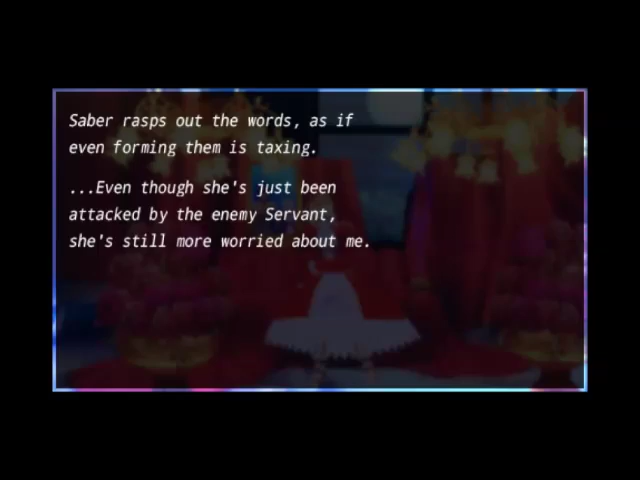 Saber rasps out the words, as if
even forming them is taxing.
...Even though she's just been
attacked by the enemy Servant,
she's still more worried about me.